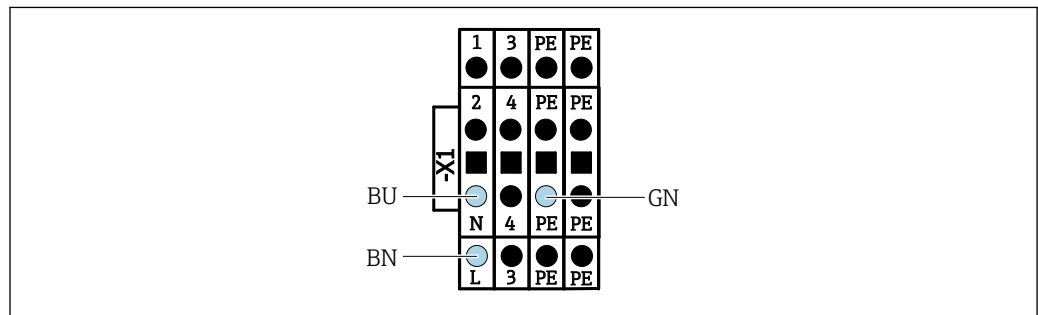 1 3 PE PE
2 4 PE PE
-X1
BU
GN
N 4 PE PE
BN
L 3 PE PE